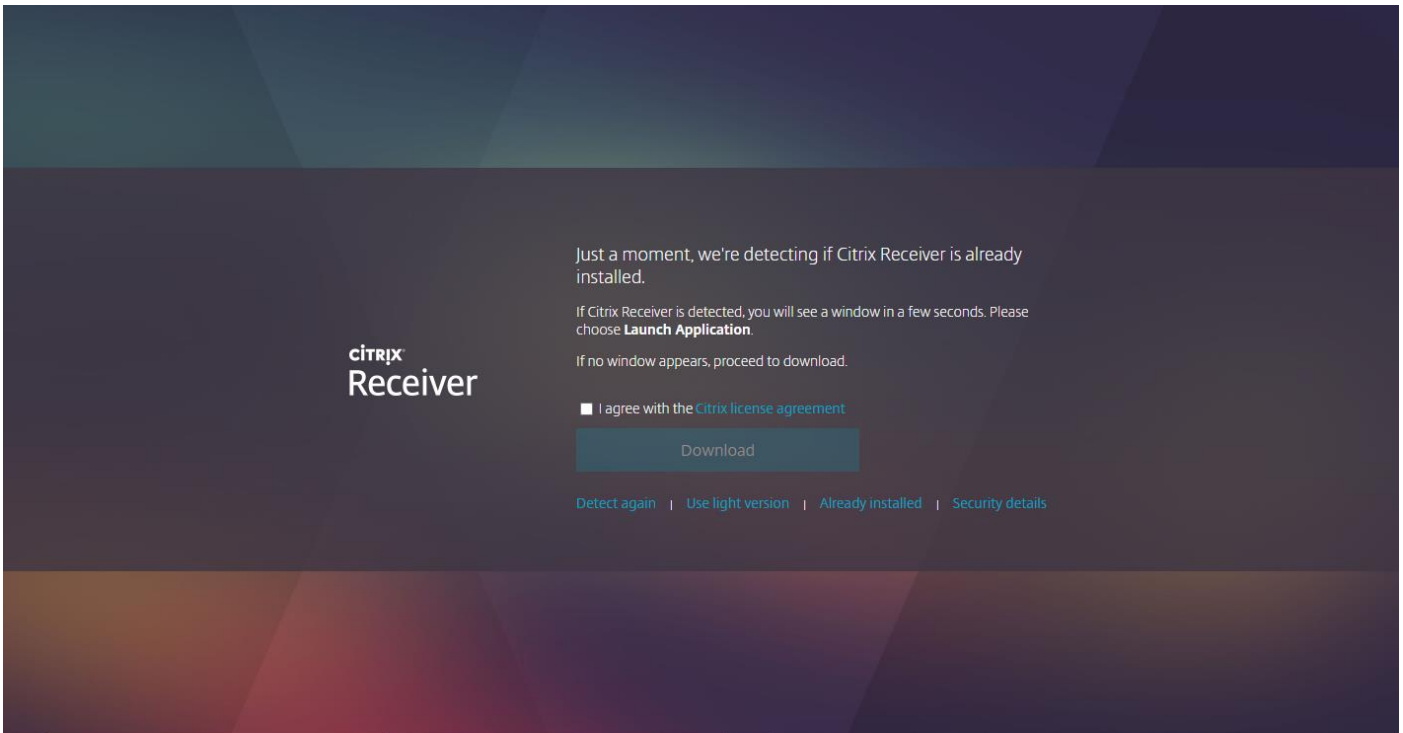 Just a moment, we're detecting if Citrix Receiver is already
installed.
If Citrix Receiver is detected, you will see a window in a few seconds. Please
choose Launch Application.
If no window appears, proceed to download.
CITRIX
Receiver
I agree with the Citrix license agreement
Download
Detect again | Use light version | Already installed | Security details